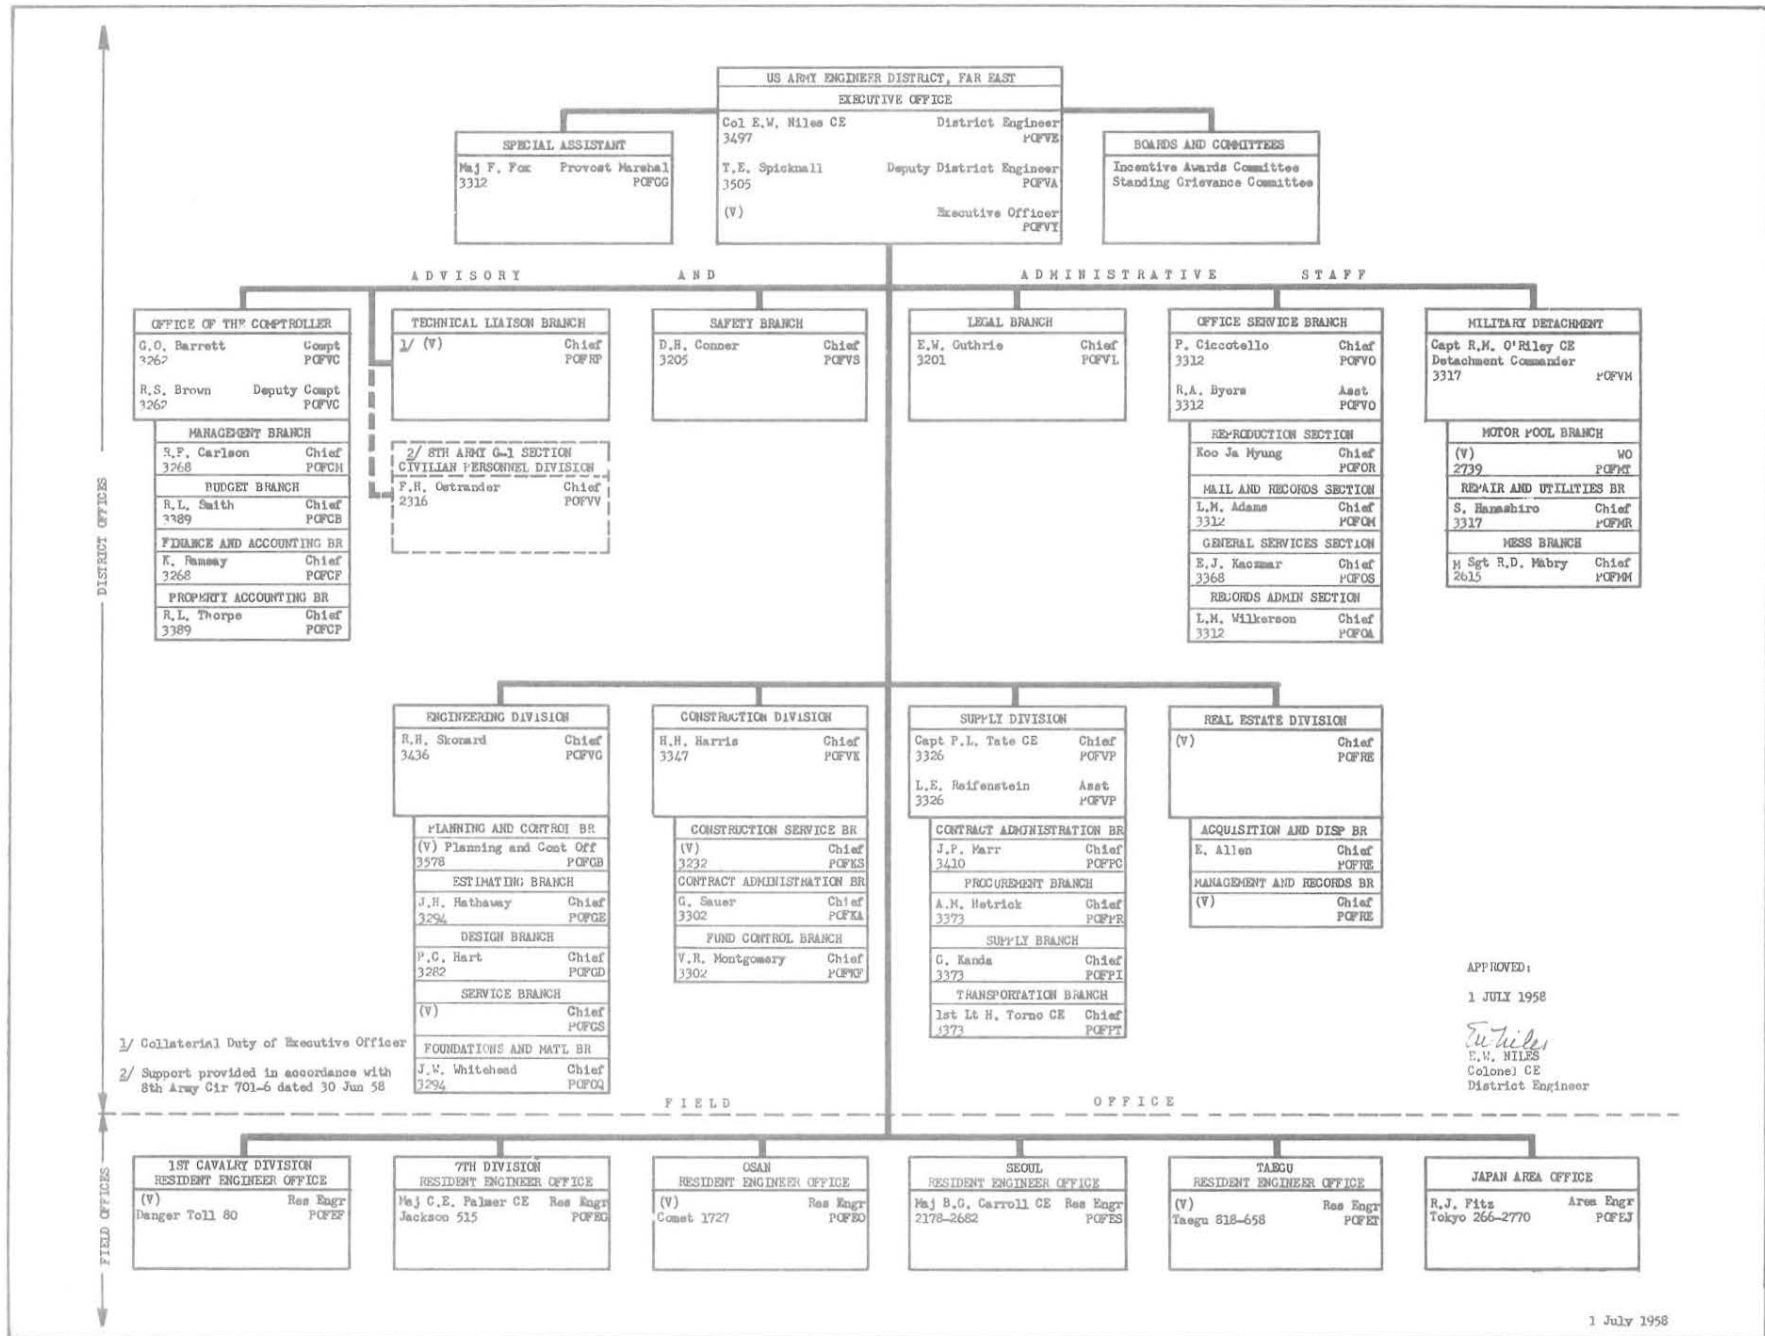 US ARMY ENGINEER DISTRICT, FAR EAST
EXECUTIVE OFFICE
Col E.W. Niles CE District Engineer
3497 POFVE
T.E. Spicknall Deputy District Engineer
3505 POFVA
(V) Executive Officer
POFVY
SPECIAL ASSISTANT
Maj F. Fox Provost Marshal
3312 POFGG
BOARDS AND COMMITTEES
Incentive Awards Committee
Standing Grievance Committee
DISTRICT OFFICES
ADVISORY AND ADMINISTRATIVE STAFF
OFFICE OF THE COMPTROLLER
G.O. Barrett Compt
3262 POFVC
R.S. Brown Deputy Compt
3262 POFVC
MANAGEMENT BRANCH
R.F. Carlson Chief
3268 POFCM
BUDGET BRANCH
R.L. Smith Chief
3389 POFCB
FINANCE AND ACCOUNTING BR
K. Ramsay Chief
3268 POFCF
PROPERTY ACCOUNTING BR
R.L. Thorpe Chief
3389 POFCP
TECHNICAL LIAISON BRANCH
1/ (V) Chief
POFRP
2/ 8TH ARMY G-1 SECTION
CIVILIAN PERSONNEL DIVISION
F.H. Ostrander Chief
2316 POFVV
SAFETY BRANCH
D.H. Conner Chief
3205 POFVS
LEGAL BRANCH
E.W. Guthrie Chief
3201 POFVL
OFFICE SERVICE BRANCH
P. Ciccotello Chief
3312 POFVO
R.A. Byers Asst
3312 POFVO
REPRODUCTION SECTION
Koo Ja Myung Chief
POFOR
MAIL AND RECORDS SECTION
L.M. Adams Chief
3312 POFOM
GENERAL SERVICES SECTION
E.J. Kaczmar Chief
3368 POFOS
RECORDS ADMIN SECTION
L.M. Wilkerson Chief
3312 POFOA
MILITARY DETACHMENT
Capt R.M. O'Riley CE
Detachment Commander
3317 POFVM
MOTOR POOL BRANCH
(V) WO
2739 POFMT
REPAIR AND UTILITIES BR
S. Hanashiro Chief
3317 POFMR
MESS BRANCH
M Sgt R.D. Mabry Chief
2615 POFMM
ENGINEERING DIVISION
R.H. Skomard Chief
3436 POFVG
PLANNING AND CONTROL BR
(V) Planning and Cont Off
3578 POFGB
ESTIMATING BRANCH
J.H. Hathaway Chief
3294 POFGE
DESIGN BRANCH
P.C. Hart Chief
3282 POFGD
SERVICE BRANCH
(V) Chief
POFGS
FOUNDATIONS AND MATL BR
J.W. Whitehead Chief
3294 POFGQ
CONSTRUCTION DIVISION
H.H. Harris Chief
3347 POFVK
CONSTRUCTION SERVICE BR
(V) Chief
3232 POFKS
CONTRACT ADMINISTRATION BR
G. Sauer Chief
3302 POFKA
FUND CONTROL BRANCH
V.R. Montgomery Chief
3302 POFKF
SUPPLY DIVISION
Capt P.L. Tate CE Chief
3326 POFVP
L.E. Reifenstein Asst
3326 POFVP
CONTRACT ADMINISTRATION BR
J.P. Marr Chief
3410 POFPC
PROCUREMENT BRANCH
A.M. Hetrick Chief
3373 POFPR
SUPPLY BRANCH
G. Kanda Chief
3373 POFPI
TRANSPORTATION BRANCH
1st Lt H. Torno CE Chief
3373 POFPT
REAL ESTATE DIVISION
(V) Chief
POFRE
ACQUISITION AND DISP BR
E. Allen Chief
POFRE
MANAGEMENT AND RECORDS BR
(V) Chief
POFRE
APPROVED:
1 JULY 1958
EWNiles
E.W. NILES
Colonel CE
District Engineer
1/ Collaterial Duty of Executive Officer
2/ Support provided in accordance with
8th Army Cir 701-6 dated 30 Jun 58
FIELD OFFICE
FIELD OFFICES
1ST CAVALRY DIVISION
RESIDENT ENGINEER OFFICE
(V) Res Engr
Danger Toll 80 POFEF
7TH DIVISION
RESIDENT ENGINEER OFFICE
Maj C.E. Palmer CE Res Engr
Jackson 515 POFEG
OSAN
RESIDENT ENGINEER OFFICE
(V) Res Engr
Comet 1727 POFEO
SEOUL
RESIDENT ENGINEER OFFICE
Maj B.G. Carroll CE Res Engr
2178-2682 POFES
TAEGU
RESIDENT ENGINEER OFFICE
(V) Res Engr
Taegu 818-658 POFET
JAPAN AREA OFFICE
R.J. Fitz Area Engr
Tokyo 266-2770 POFEJ
1 July 1958